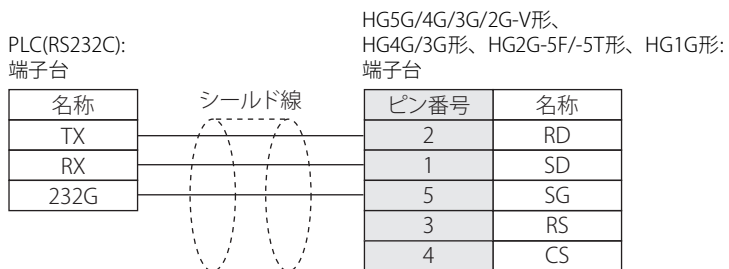 HG5G/4G/3G/2G-V形、
PLC(RS232C): HG4G/3G形、HG2G-5F/-5T形、HG1G形:
端子台 端子台
名称 シールド線 ピン番号 名称
TX 2 RD
RX 1 SD
232G 5 SG
3 RS
4 CS